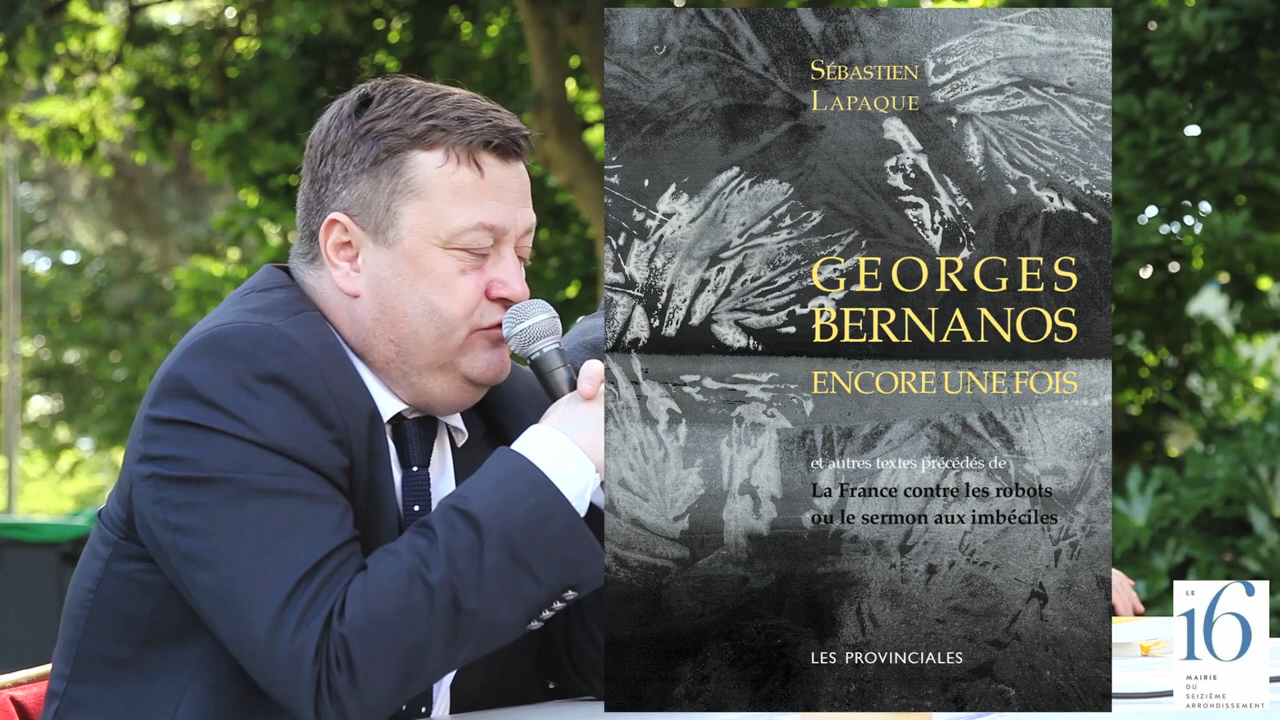 SÉBASTIEN
LAPAQUE
GEORGES
BERNANOS
ENCORE UNE FOIS
et autres textes précédés de
La France contre les robots
ou le sermon aux imbéciles
LES PROVINCIALES
LE
16
MAIRIE
DU
SEIZIÈME
ARRONDISSEMENT